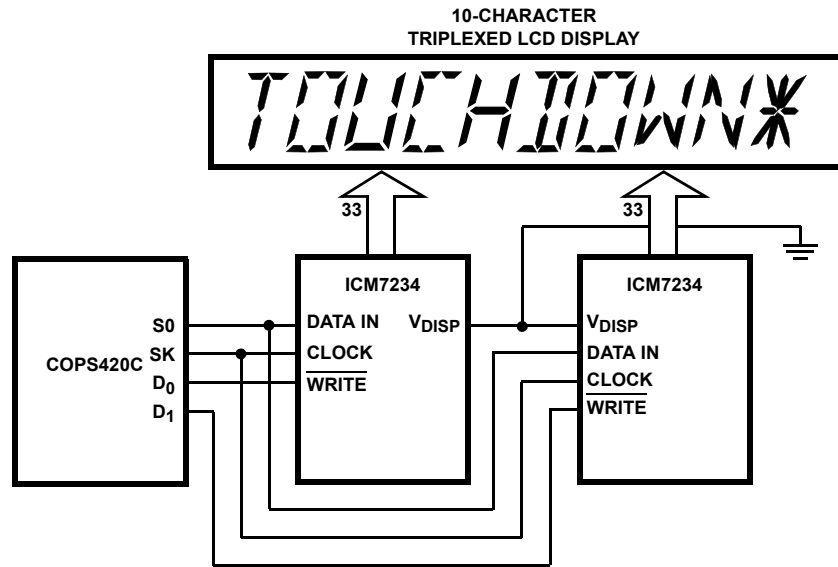 10-CHARACTER
TRIPLEXED LCD DISPLAY
TOUCHDOWN*
33
33
ICM7234
ICM7234
COPS420C
S0
SK
D0
D1
DATA IN
CLOCK
WRITE
VDISP
VDISP
DATA IN
CLOCK
WRITE